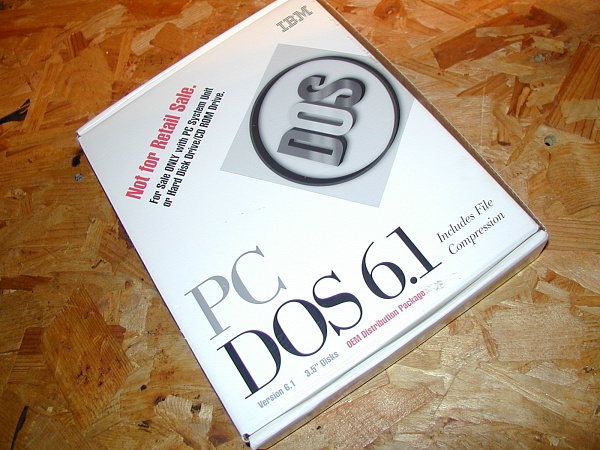 IBM
DOS
Not for Retail Sale.
For Sale ONLY with PC System Unit
or Hard Disk Drive/CD ROM Drive.
PC
DOS 6.1
Includes File
Compression
Version 6.1 3.5" Disks OEM Distribution Package